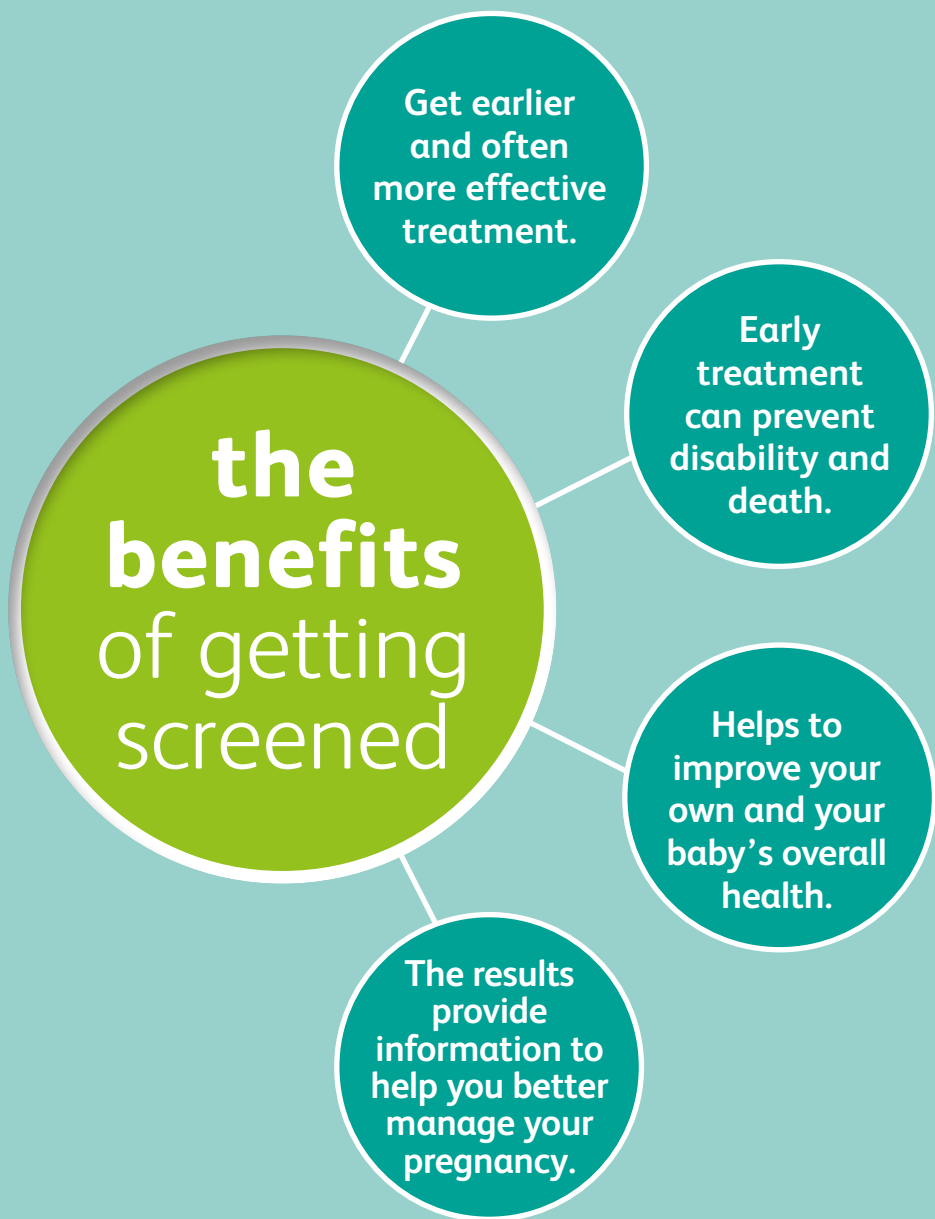 Get earlier
and often
more effective
treatment.
Early
treatment
can prevent
disability and
death.
the
benefits
of getting
screened
Helps to
improve your
own and your
baby’s overall
health.
The results
provide
information to
help you better
manage your
pregnancy.